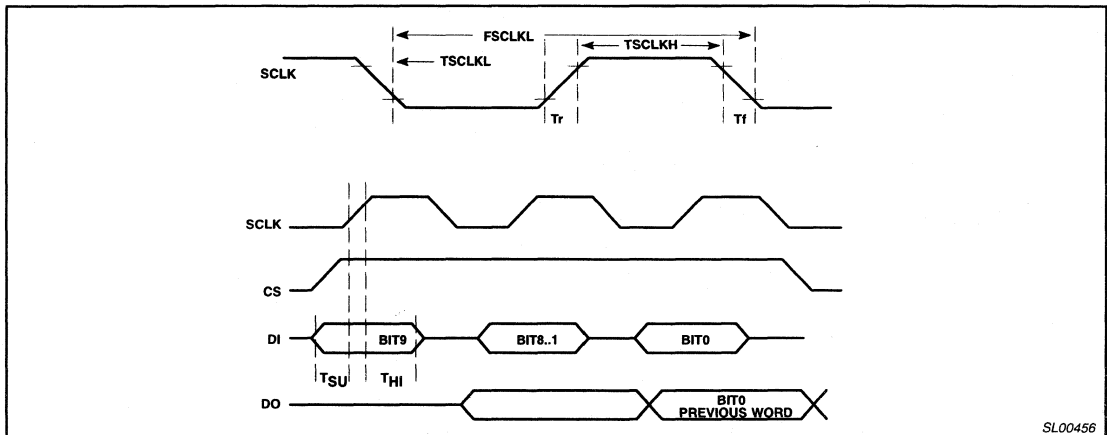 FSCLKL
TSCLKH
TSCLKL
SCLK
Tr
Tf
SCLK
CS
DI
BIT9
BIT8..1
BIT0
TSU
THI
DO
BIT0
PREVIOUS WORD
SL00456